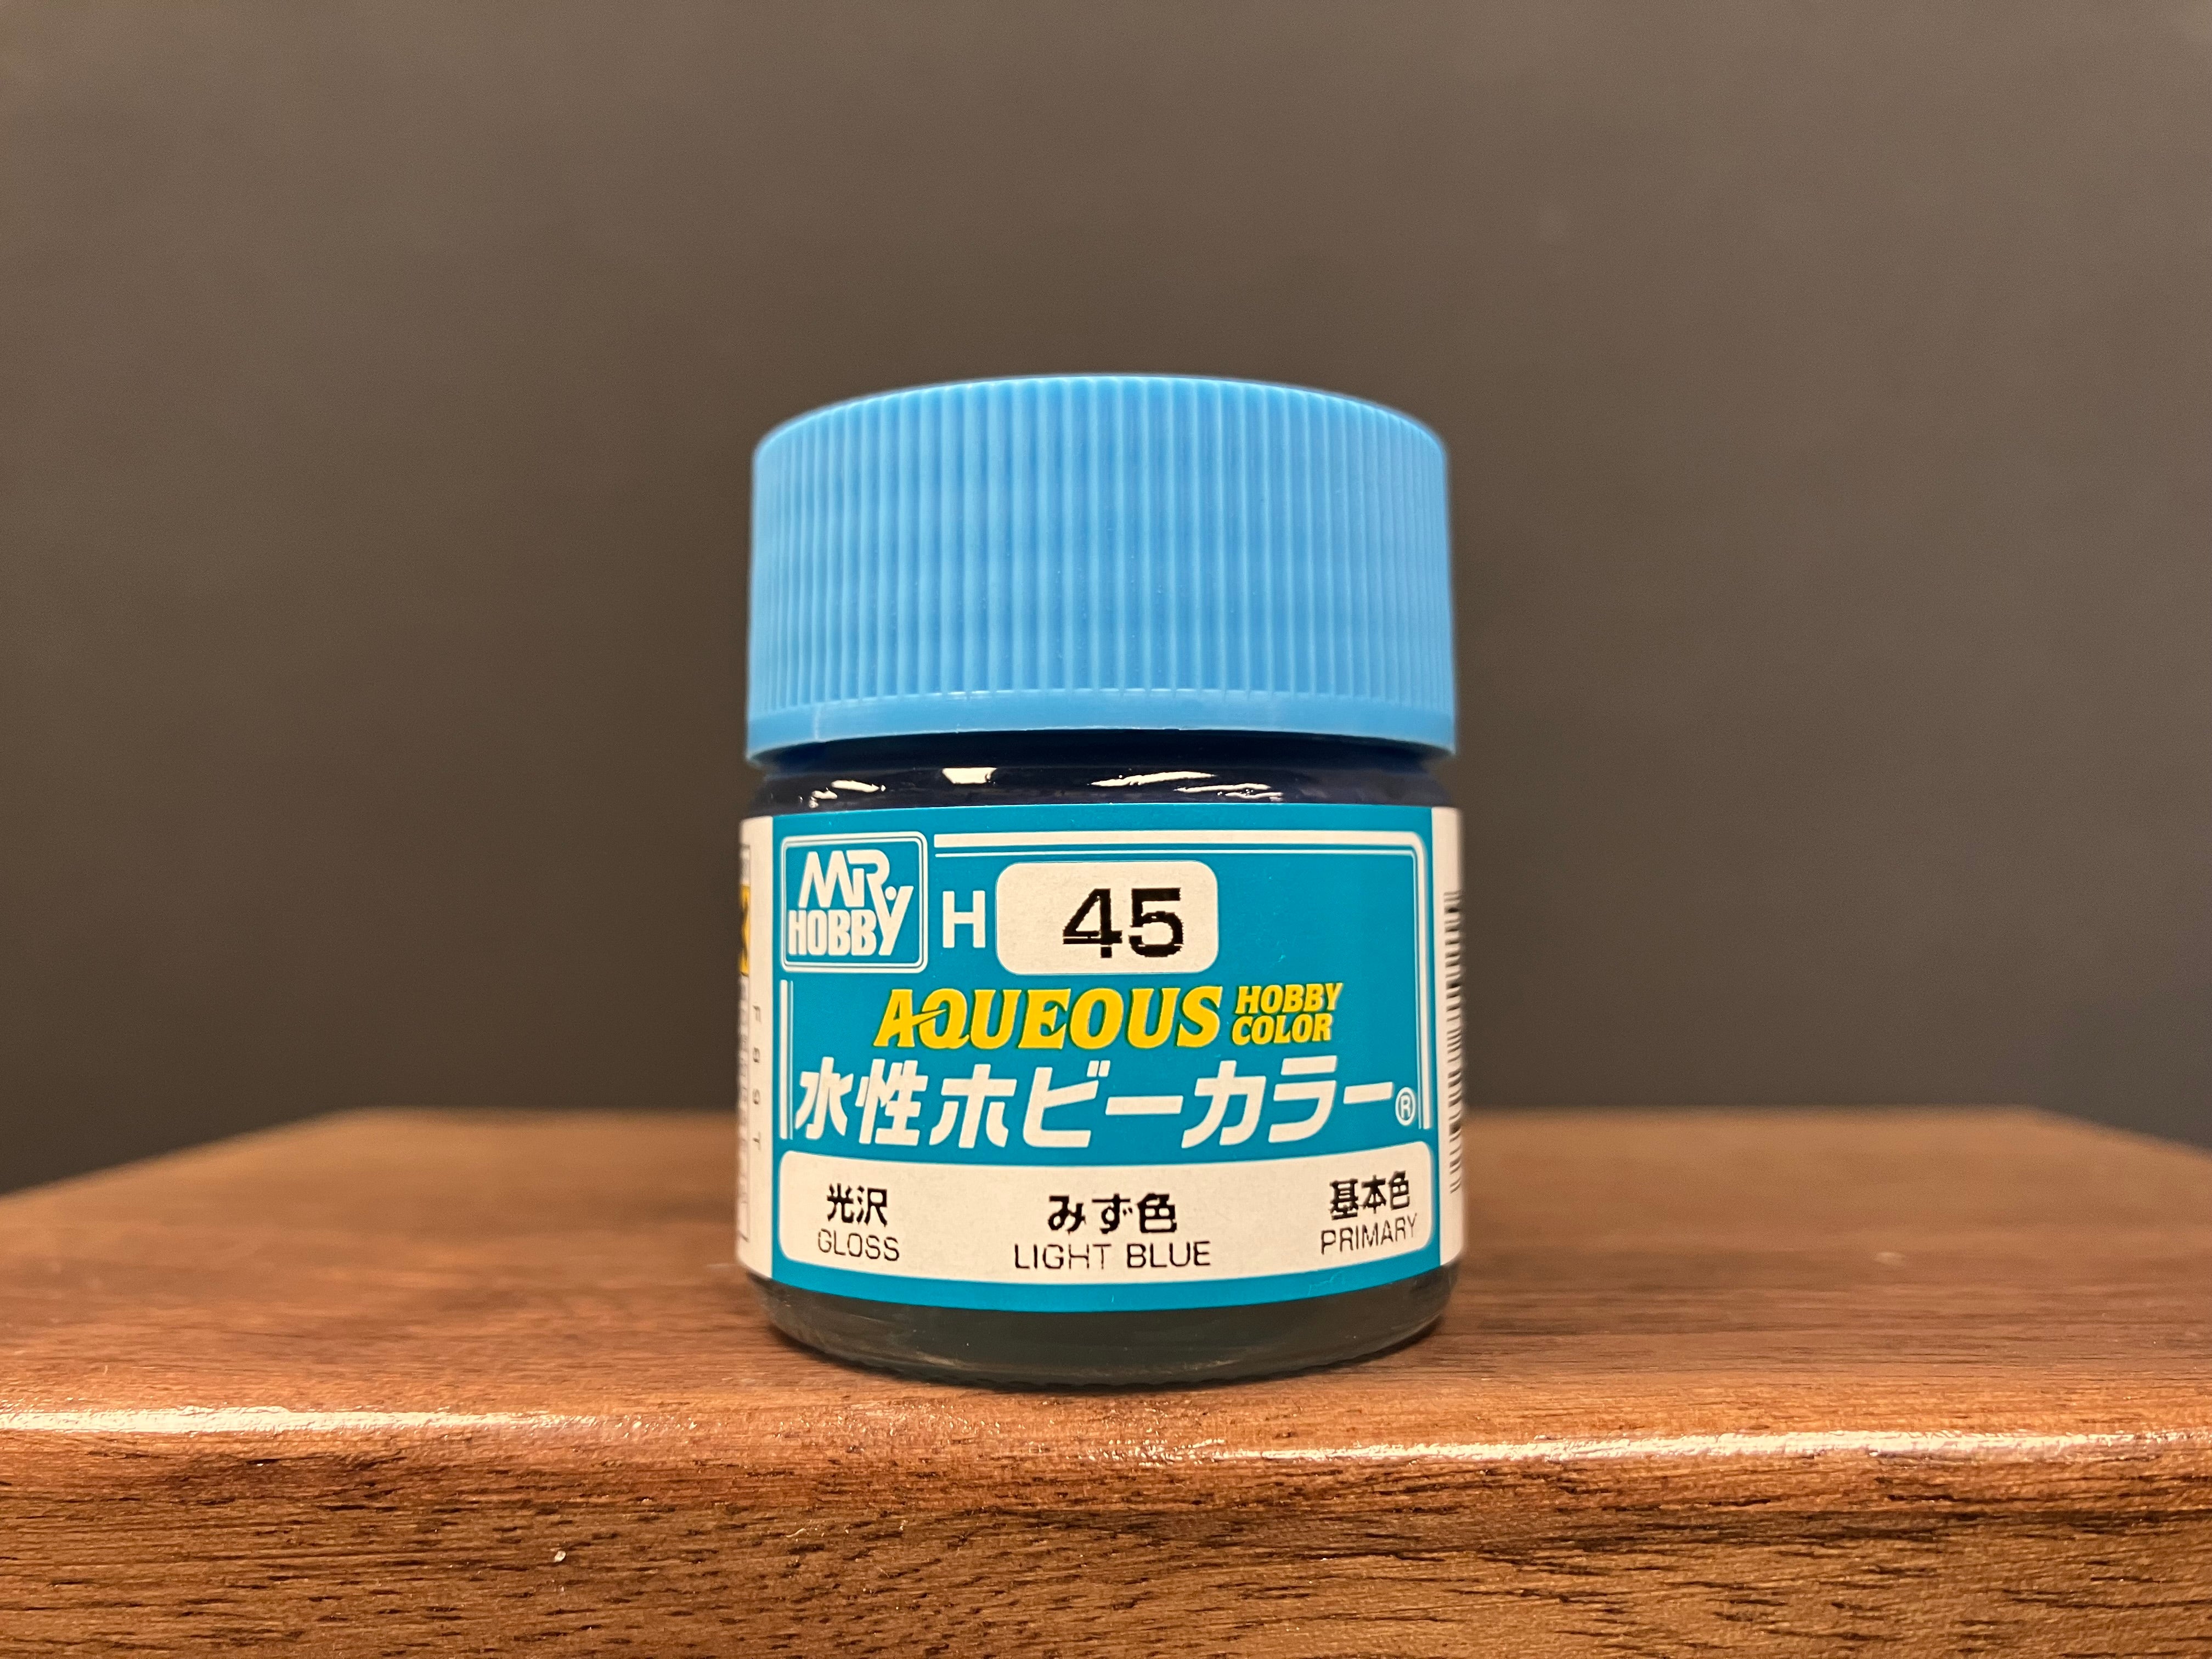 MR. HOBBY
H 45
AQUEOUS HOBBY COLOR
水性ホビーカラー®
光沢 みず色 基本色
GLOSS LIGHT BLUE PRIMARY